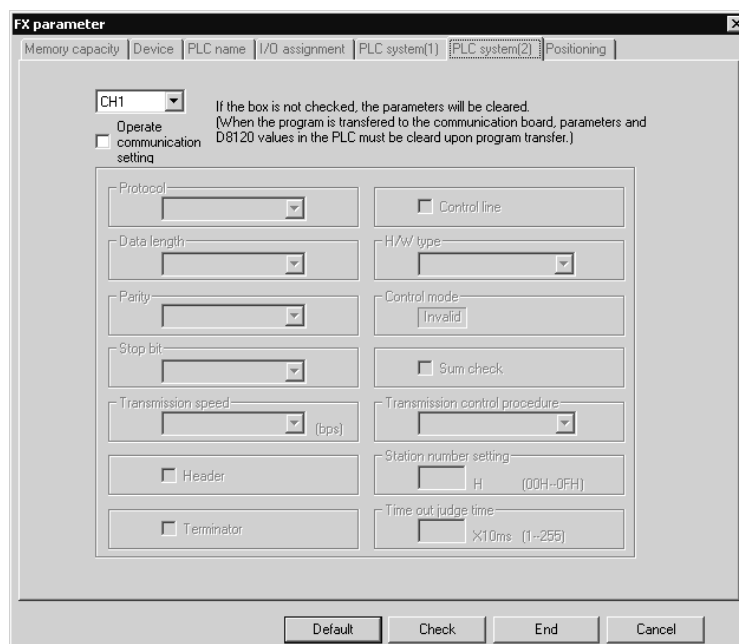 FX parameter
Memory capacity Device PLC name I/O assignment PLC system(1) PLC system(2) Positioning
CH1
If the box is not checked, the parameters will be cleared.
(When the program is transfered to the communication board, parameters and
D8120 values in the PLC must be cleard upon program transfer.)
Operate
communication
setting
Protocol
Control line
Data length
H/W type
Parity
Control mode
Invalid
Stop bit
Sum check
Transmission speed
(bps)
Transmission control procedure
Header
Station number setting
H (00H--0FH)
Terminator
Time out judge time
X10ms (1--255)
Default Check End Cancel